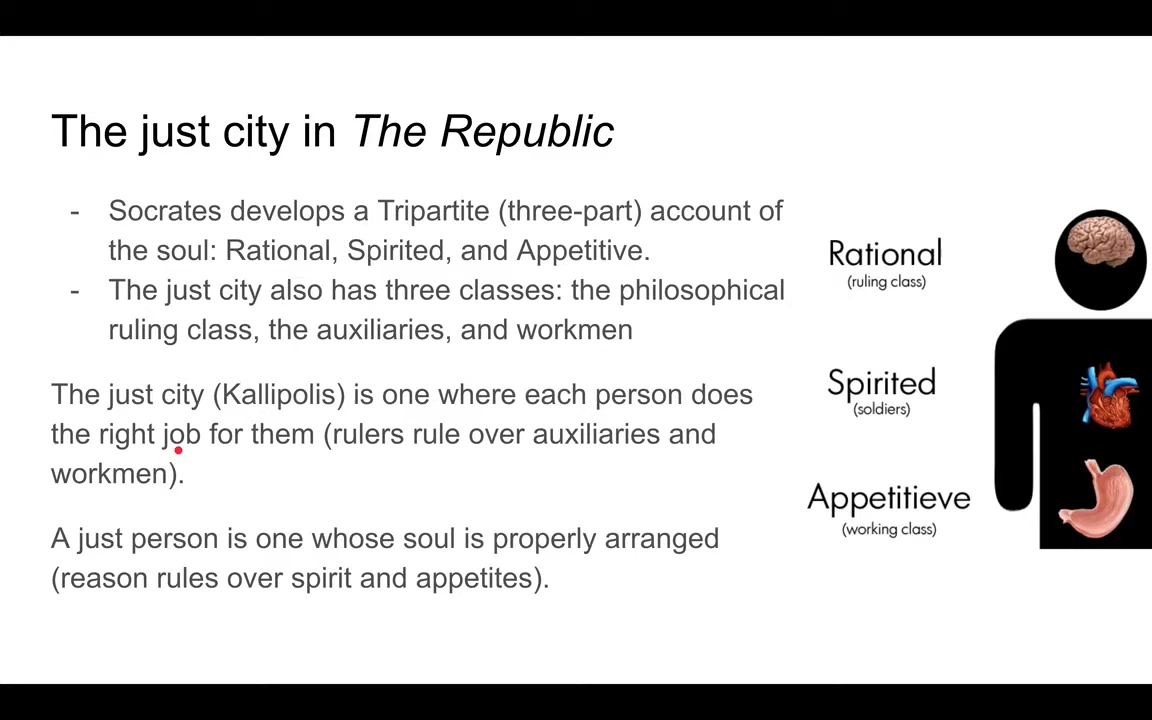 The just city in The Republic
- Socrates develops a Tripartite (three-part) account of
the soul: Rational, Spirited, and Appetitive.
- The just city also has three classes: the philosophical
ruling class, the auxiliaries, and workmen
The just city (Kallipolis) is one where each person does
the right job for them (rulers rule over auxiliaries and
workmen).
A just person is one whose soul is properly arranged
(reason rules over spirit and appetites).
Rational
(ruling class)
Spirited
(soldiers)
Appetitieve
(working class)